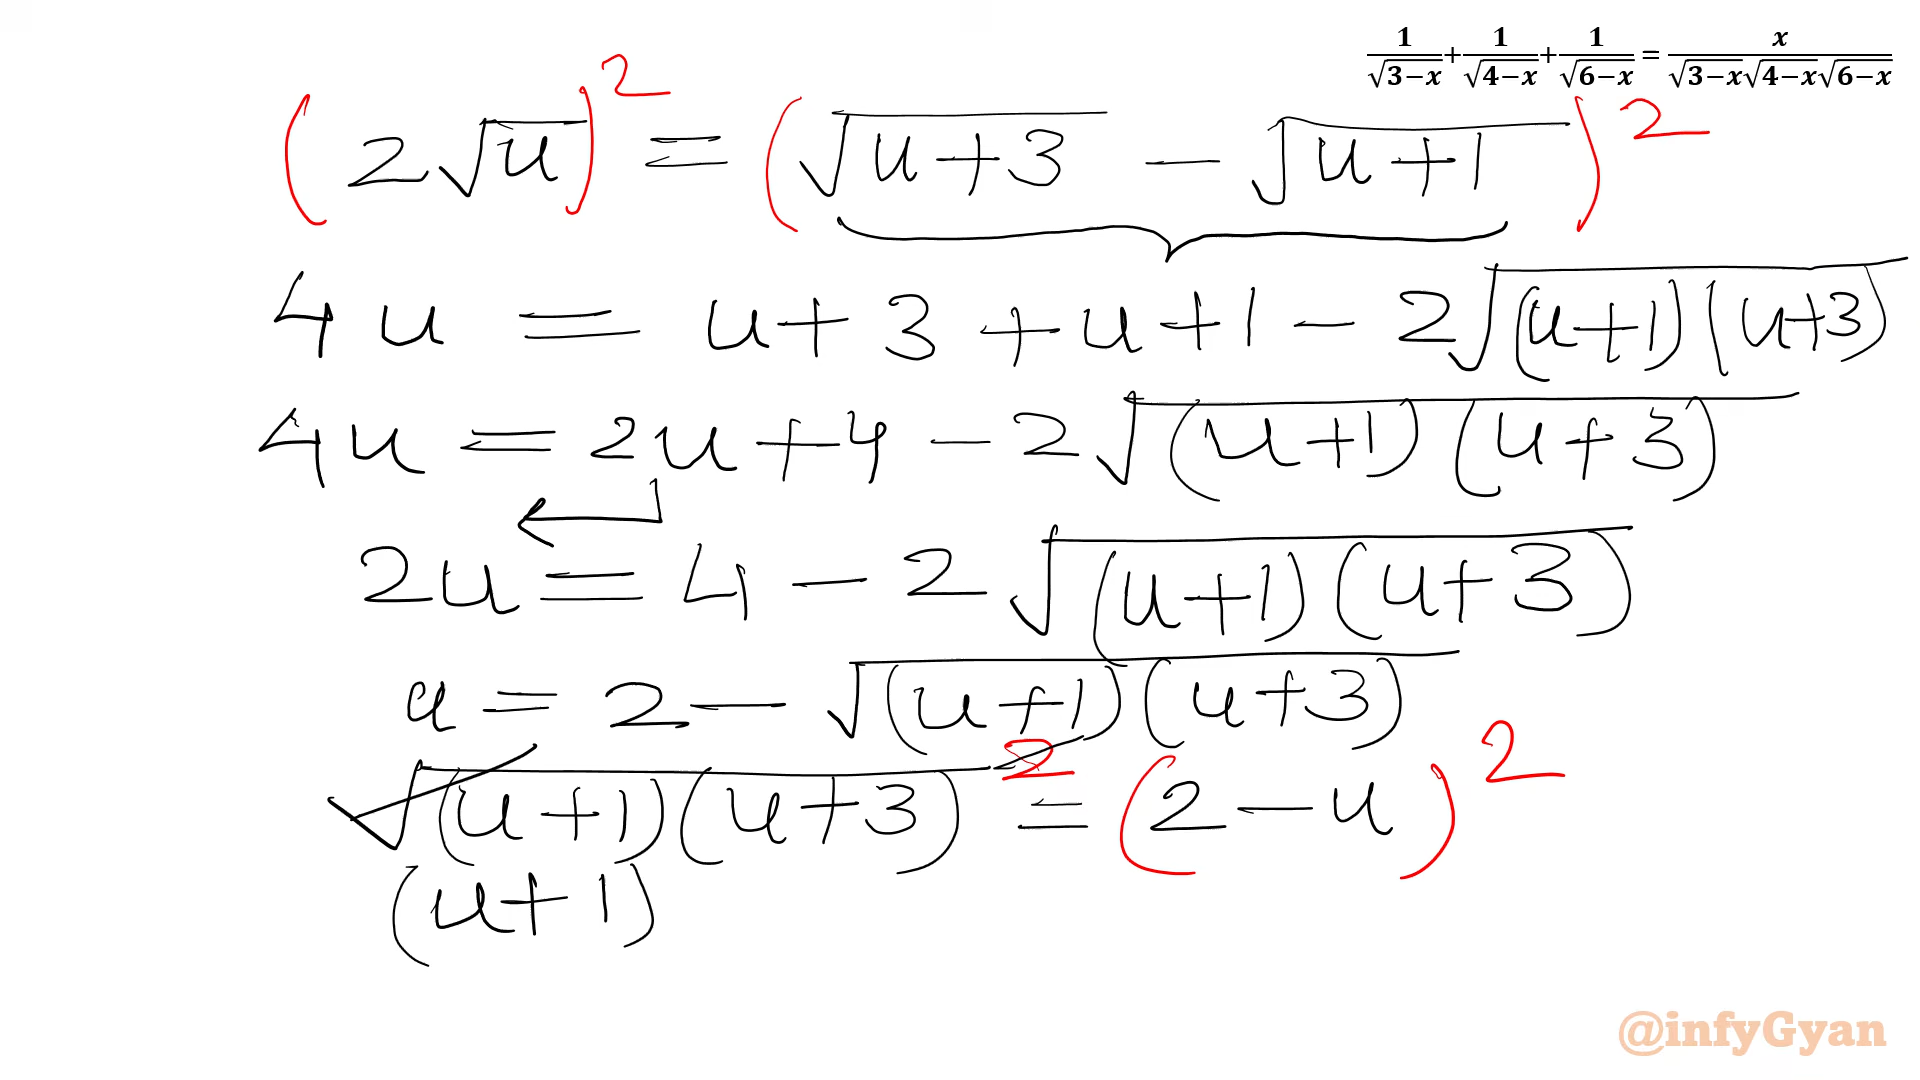 1/√(3−x) + 1/√(4−x) + 1/√(6−x) = x/(√(3−x)√(4−x)√(6−x))
(2√u)² = (√(u+3) − √(u+1))²
4u = u+3+u+1−2√((u+1)(u+3))
4u = 2u+4−2√((u+1)(u+3))
2u = 4−2√((u+1)(u+3))
u = 2−√((u+1)(u+3))
√((u+1)(u+3))² = (2−u)²
(u+1)
@infyGyan